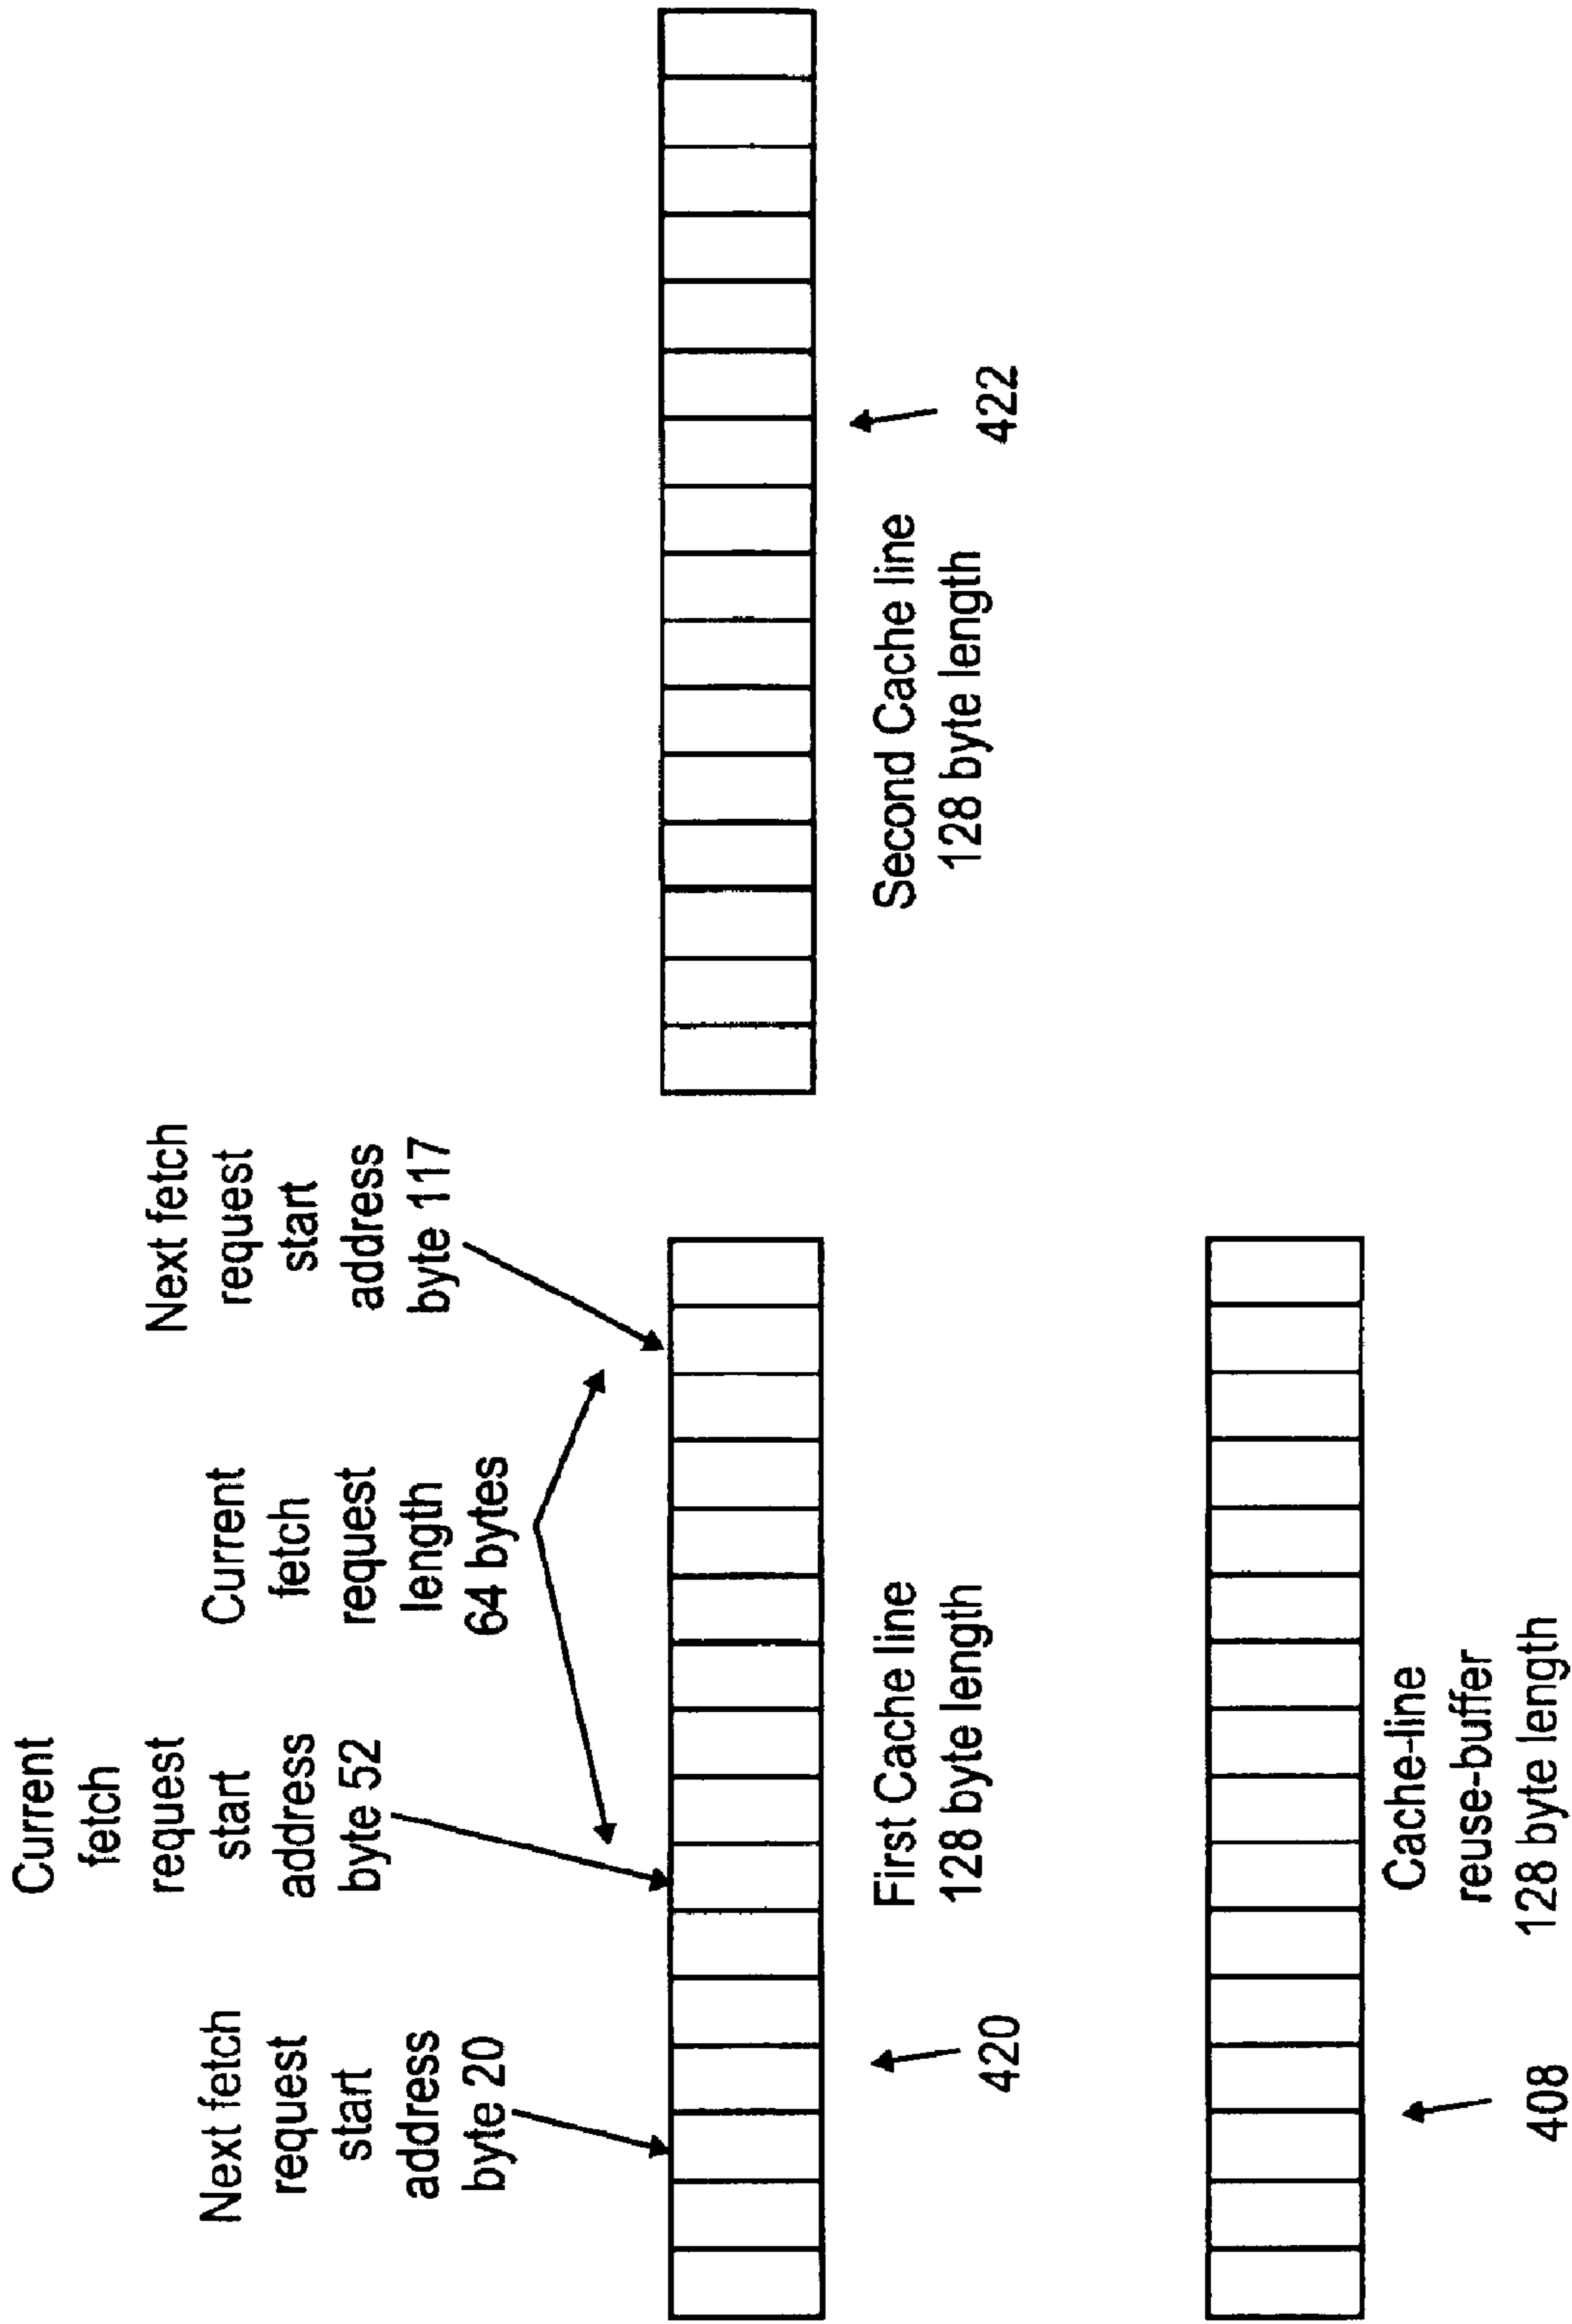 Next fetch
request
start
address
byte 20
Current
fetch
request
start
address
byte 52
Current
fetch
request
length
64 bytes
Next fetch
request
start
address
byte 117
420
First Cache line
128 byte length
Second Cache line
128 byte length
422
408
Cache-line
reuse-buffer
128 byte length